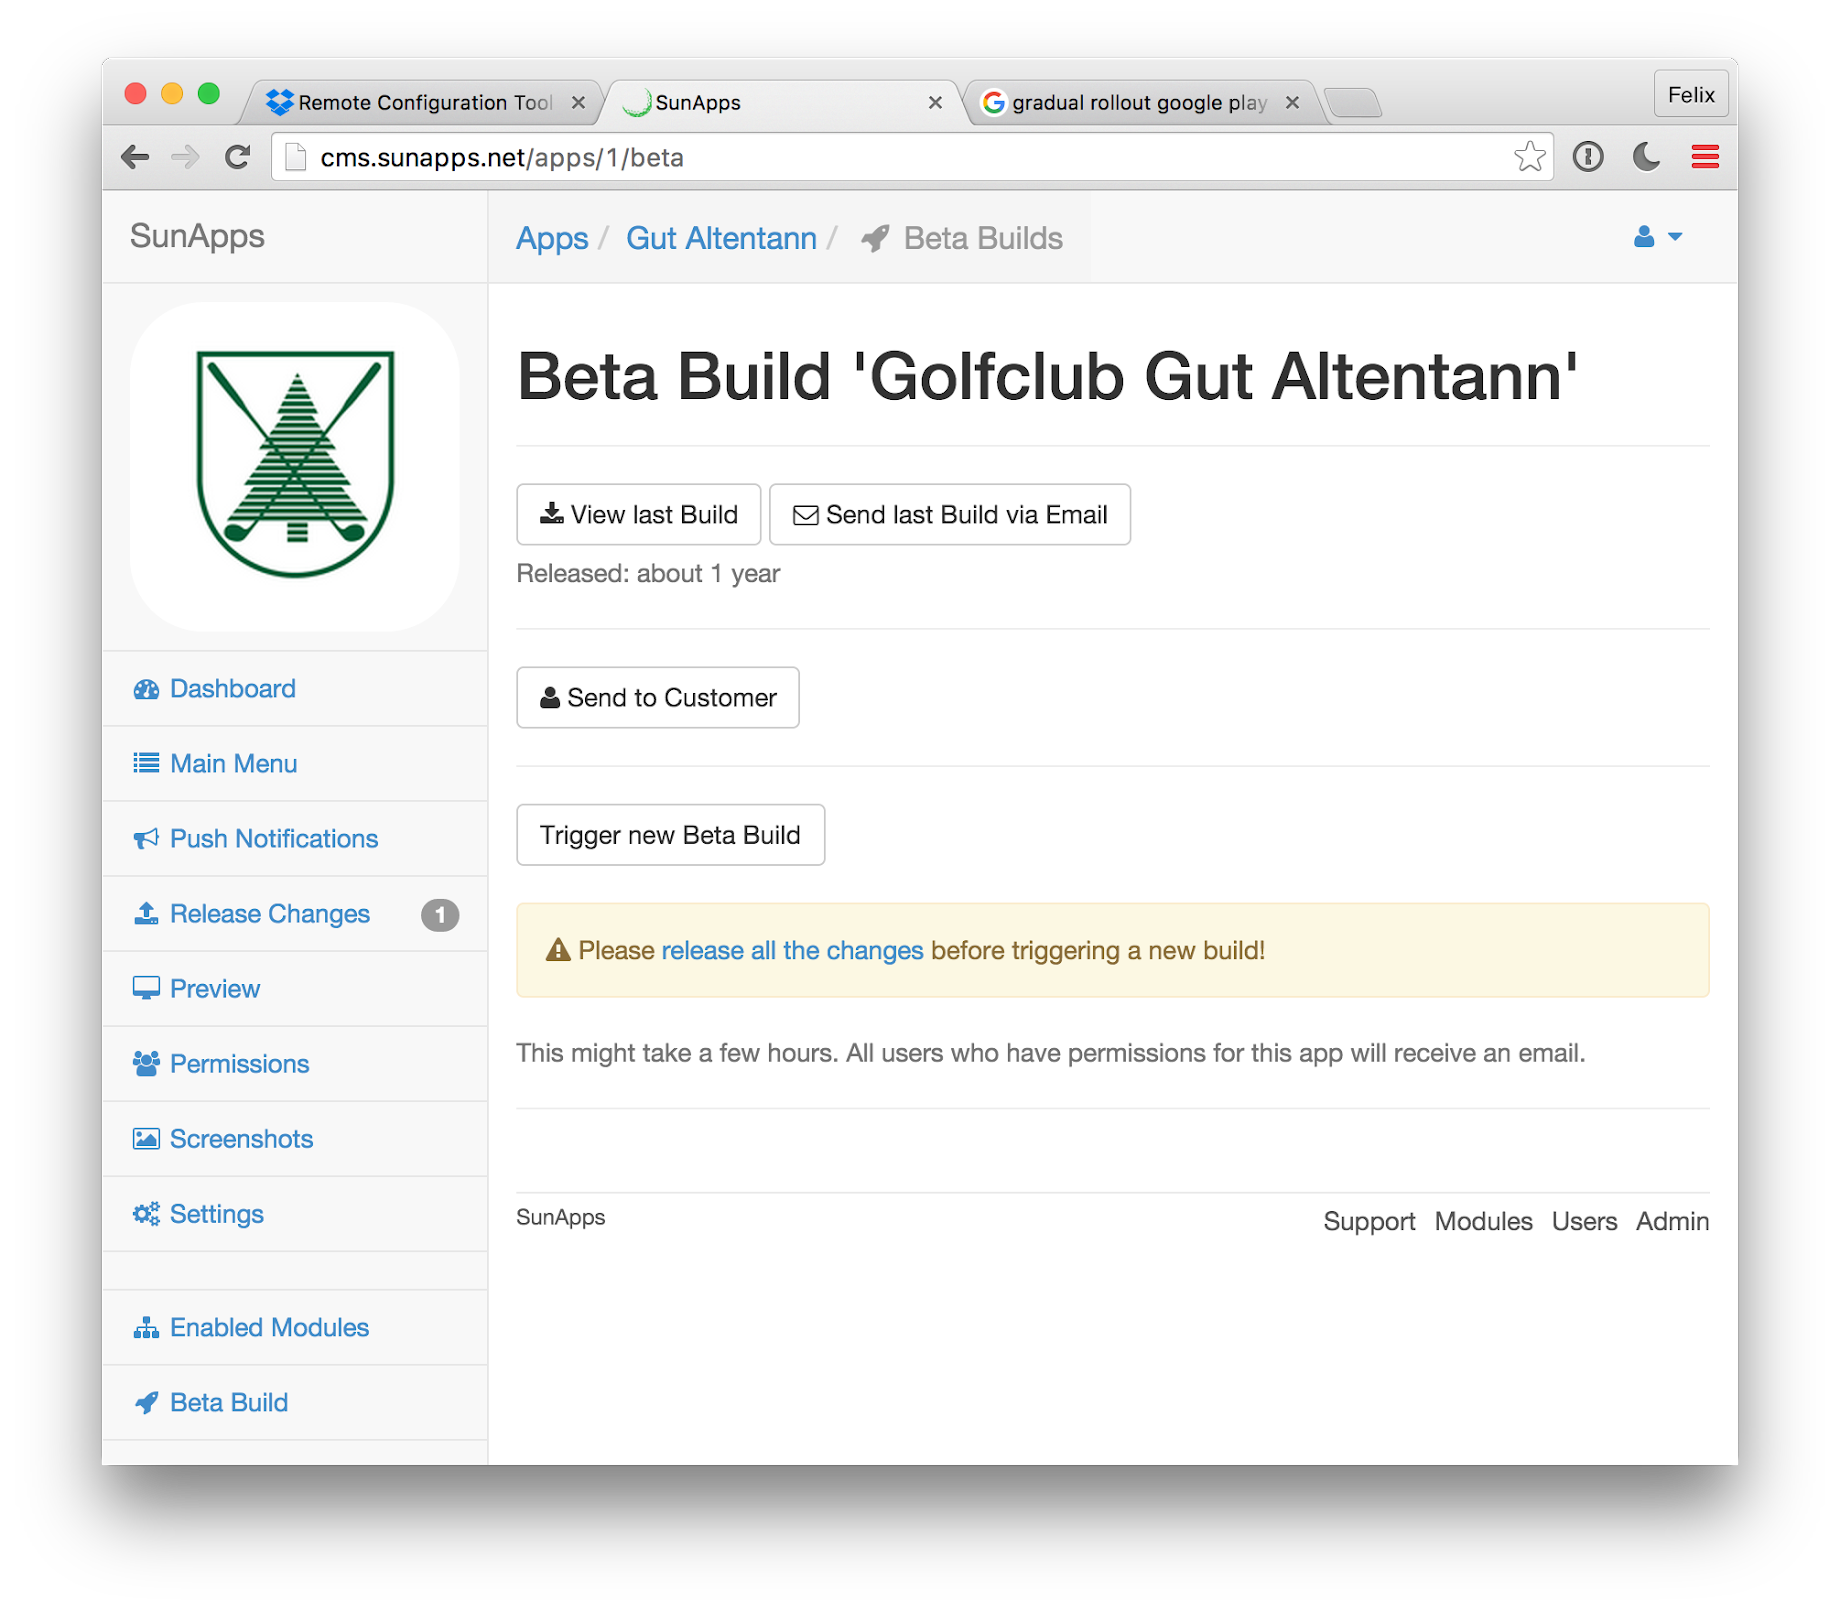 Remote Configuration Tool
SunApps
gradual rollout google play
Felix
cms.sunapps.net/apps/1/beta
SunApps
Apps / Gut Altentann / Beta Builds
Beta Build 'Golfclub Gut Altentann'
View last Build
Send last Build via Email
Released: about 1 year
Send to Customer
Trigger new Beta Build
Please release all the changes before triggering a new build!
This might take a few hours. All users who have permissions for this app will receive an email.
Dashboard
Main Menu
Push Notifications
Release Changes 1
Preview
Permissions
Screenshots
Settings
Enabled Modules
Beta Build
SunApps
Support Modules Users Admin